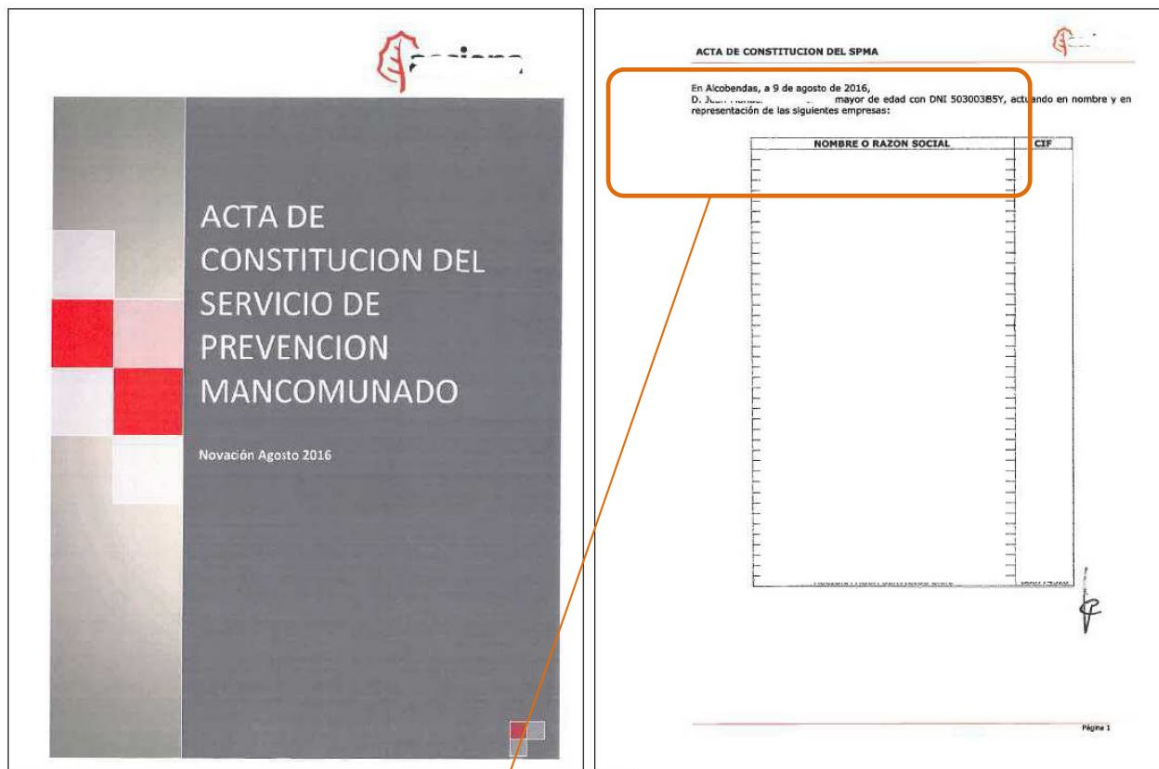 ACTA DE
CONSTITUCION DEL
SERVICIO DE
PREVENCION
MANCOMUNADO
Novación Agosto 2016
ACTA DE CONSTITUCION DEL SPMA
En Alcobendas, a 9 de agosto de 2016,
D. mayor de edad con DNI 50300385Y, actuando en nombre y en
representación de las siguientes empresas:
NOMBRE O RAZON SOCIAL CIF
Página 1